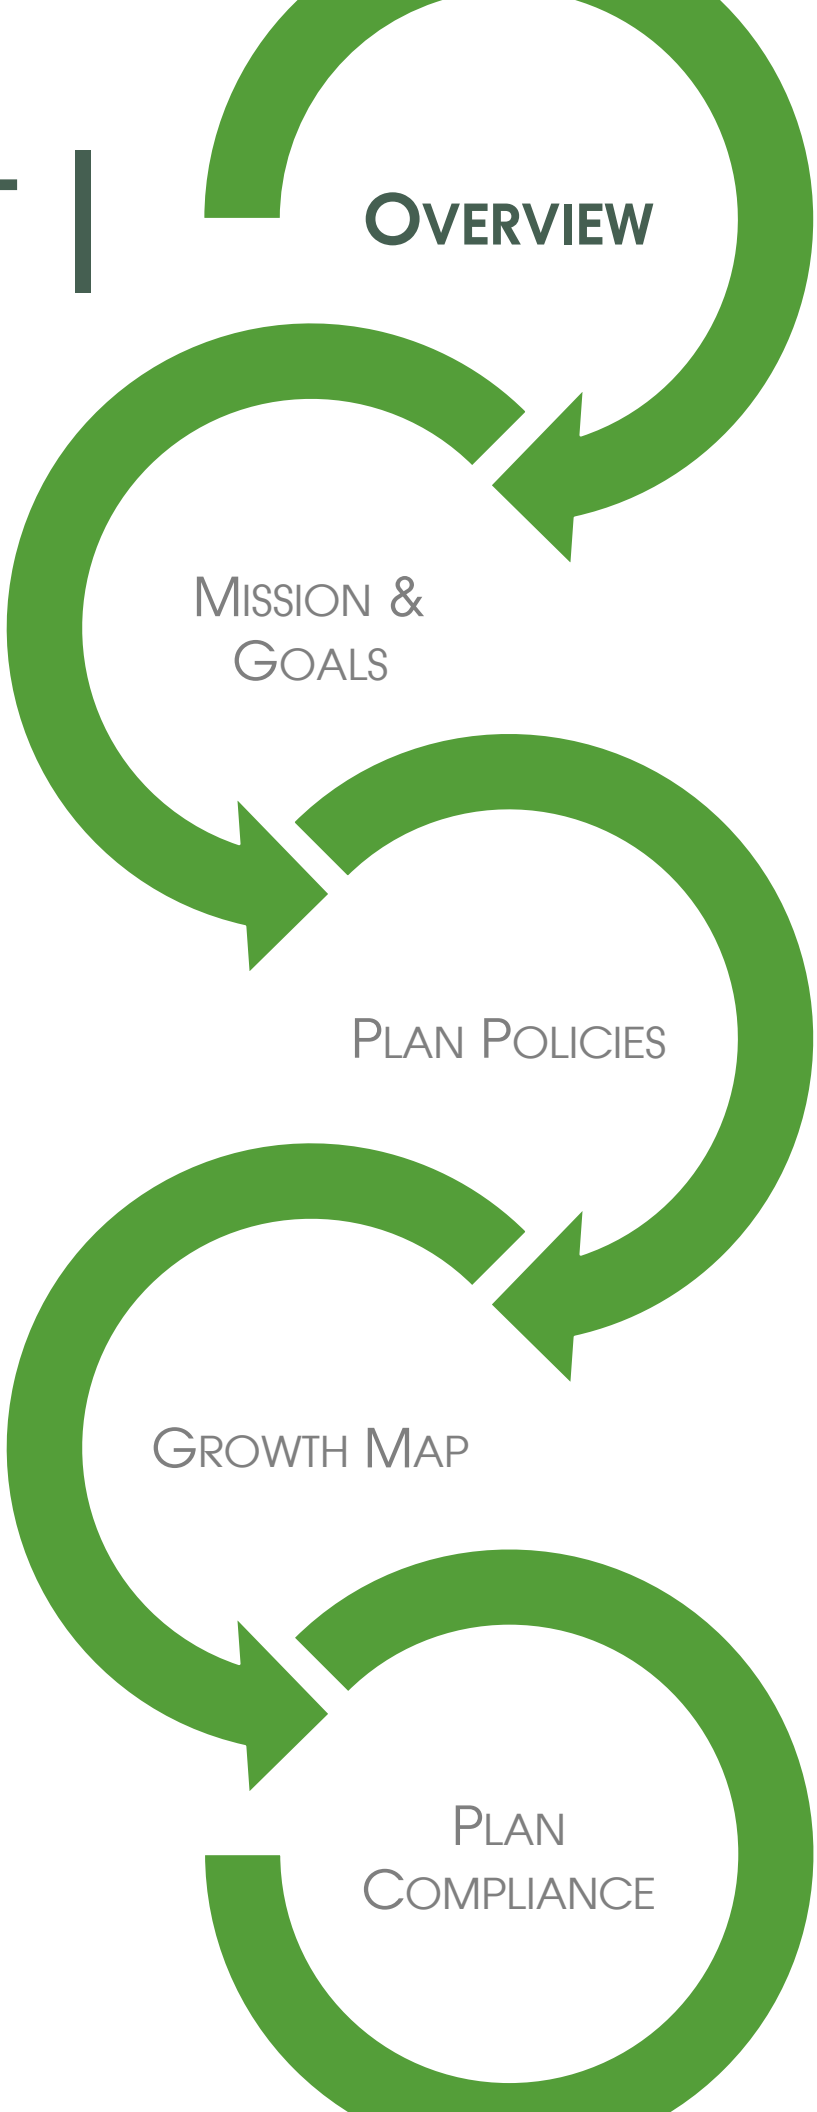 I
OVERVIEW
MISSION &
GOALS
PLAN POLICIES
GROWTH MAP
PLAN
COMPLIANCE